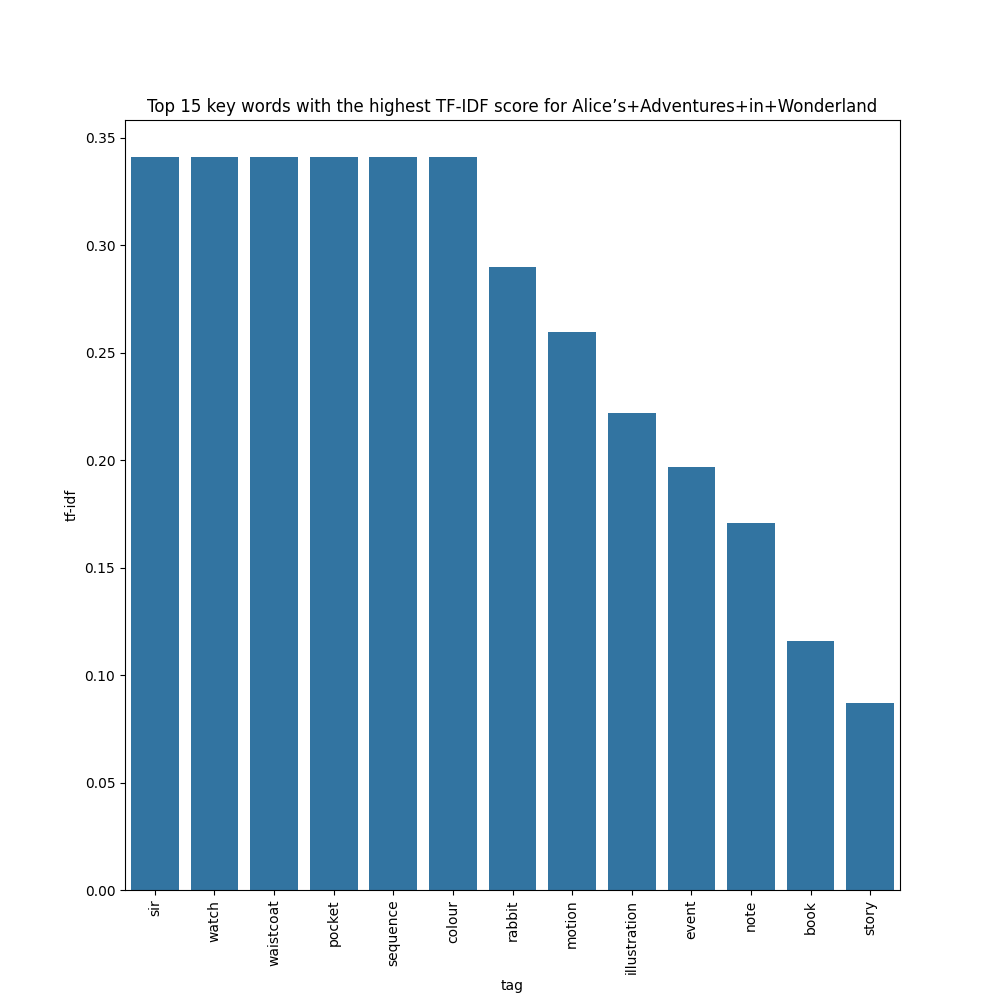 Top 15 key words with the highest TF-IDF score for Alice’s+Adventures+in+Wonderland
0.35
0.30
0.25
0.20
0.15
0.10
0.05
0.00
tf-idf
sir
watch
waistcoat
pocket
sequence
colour
rabbit
motion
illustration
event
note
book
story
tag